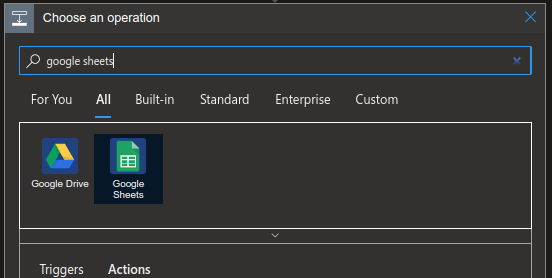 Choose an operation
google sheets
For You All Built-in Standard Enterprise Custom
Google Drive Google
Sheets
Triggers Actions